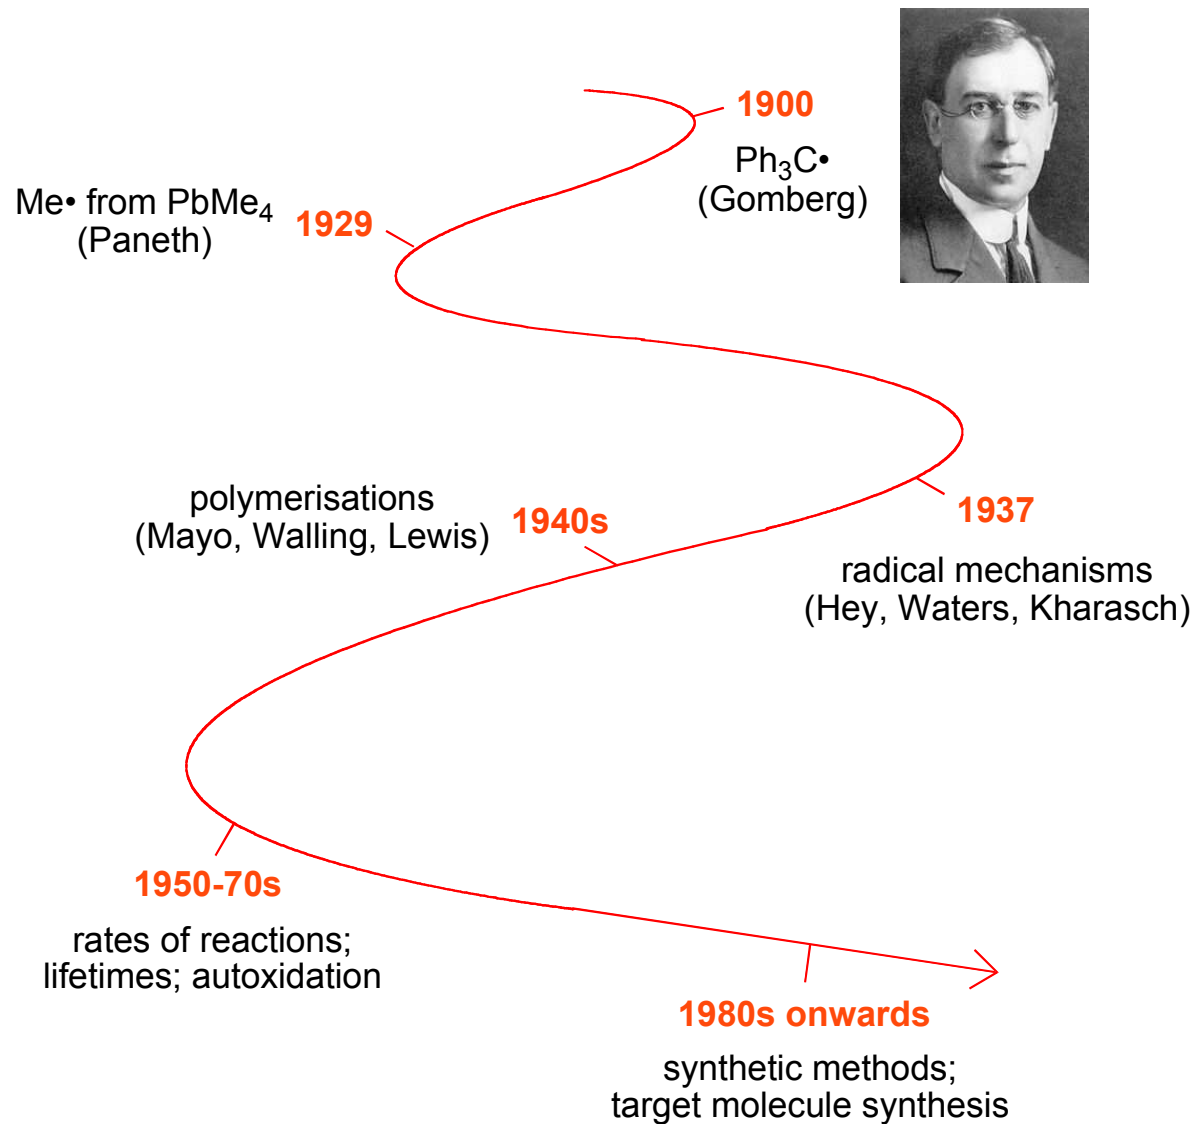 1900
Ph₃C•
(Gomberg)
Me• from PbMe₄
(Paneth)
1929
1937
radical mechanisms
(Hey, Waters, Kharasch)
polymerisations
(Mayo, Walling, Lewis)
1940s
1950-70s
rates of reactions;
lifetimes; autoxidation
1980s onwards
synthetic methods;
target molecule synthesis